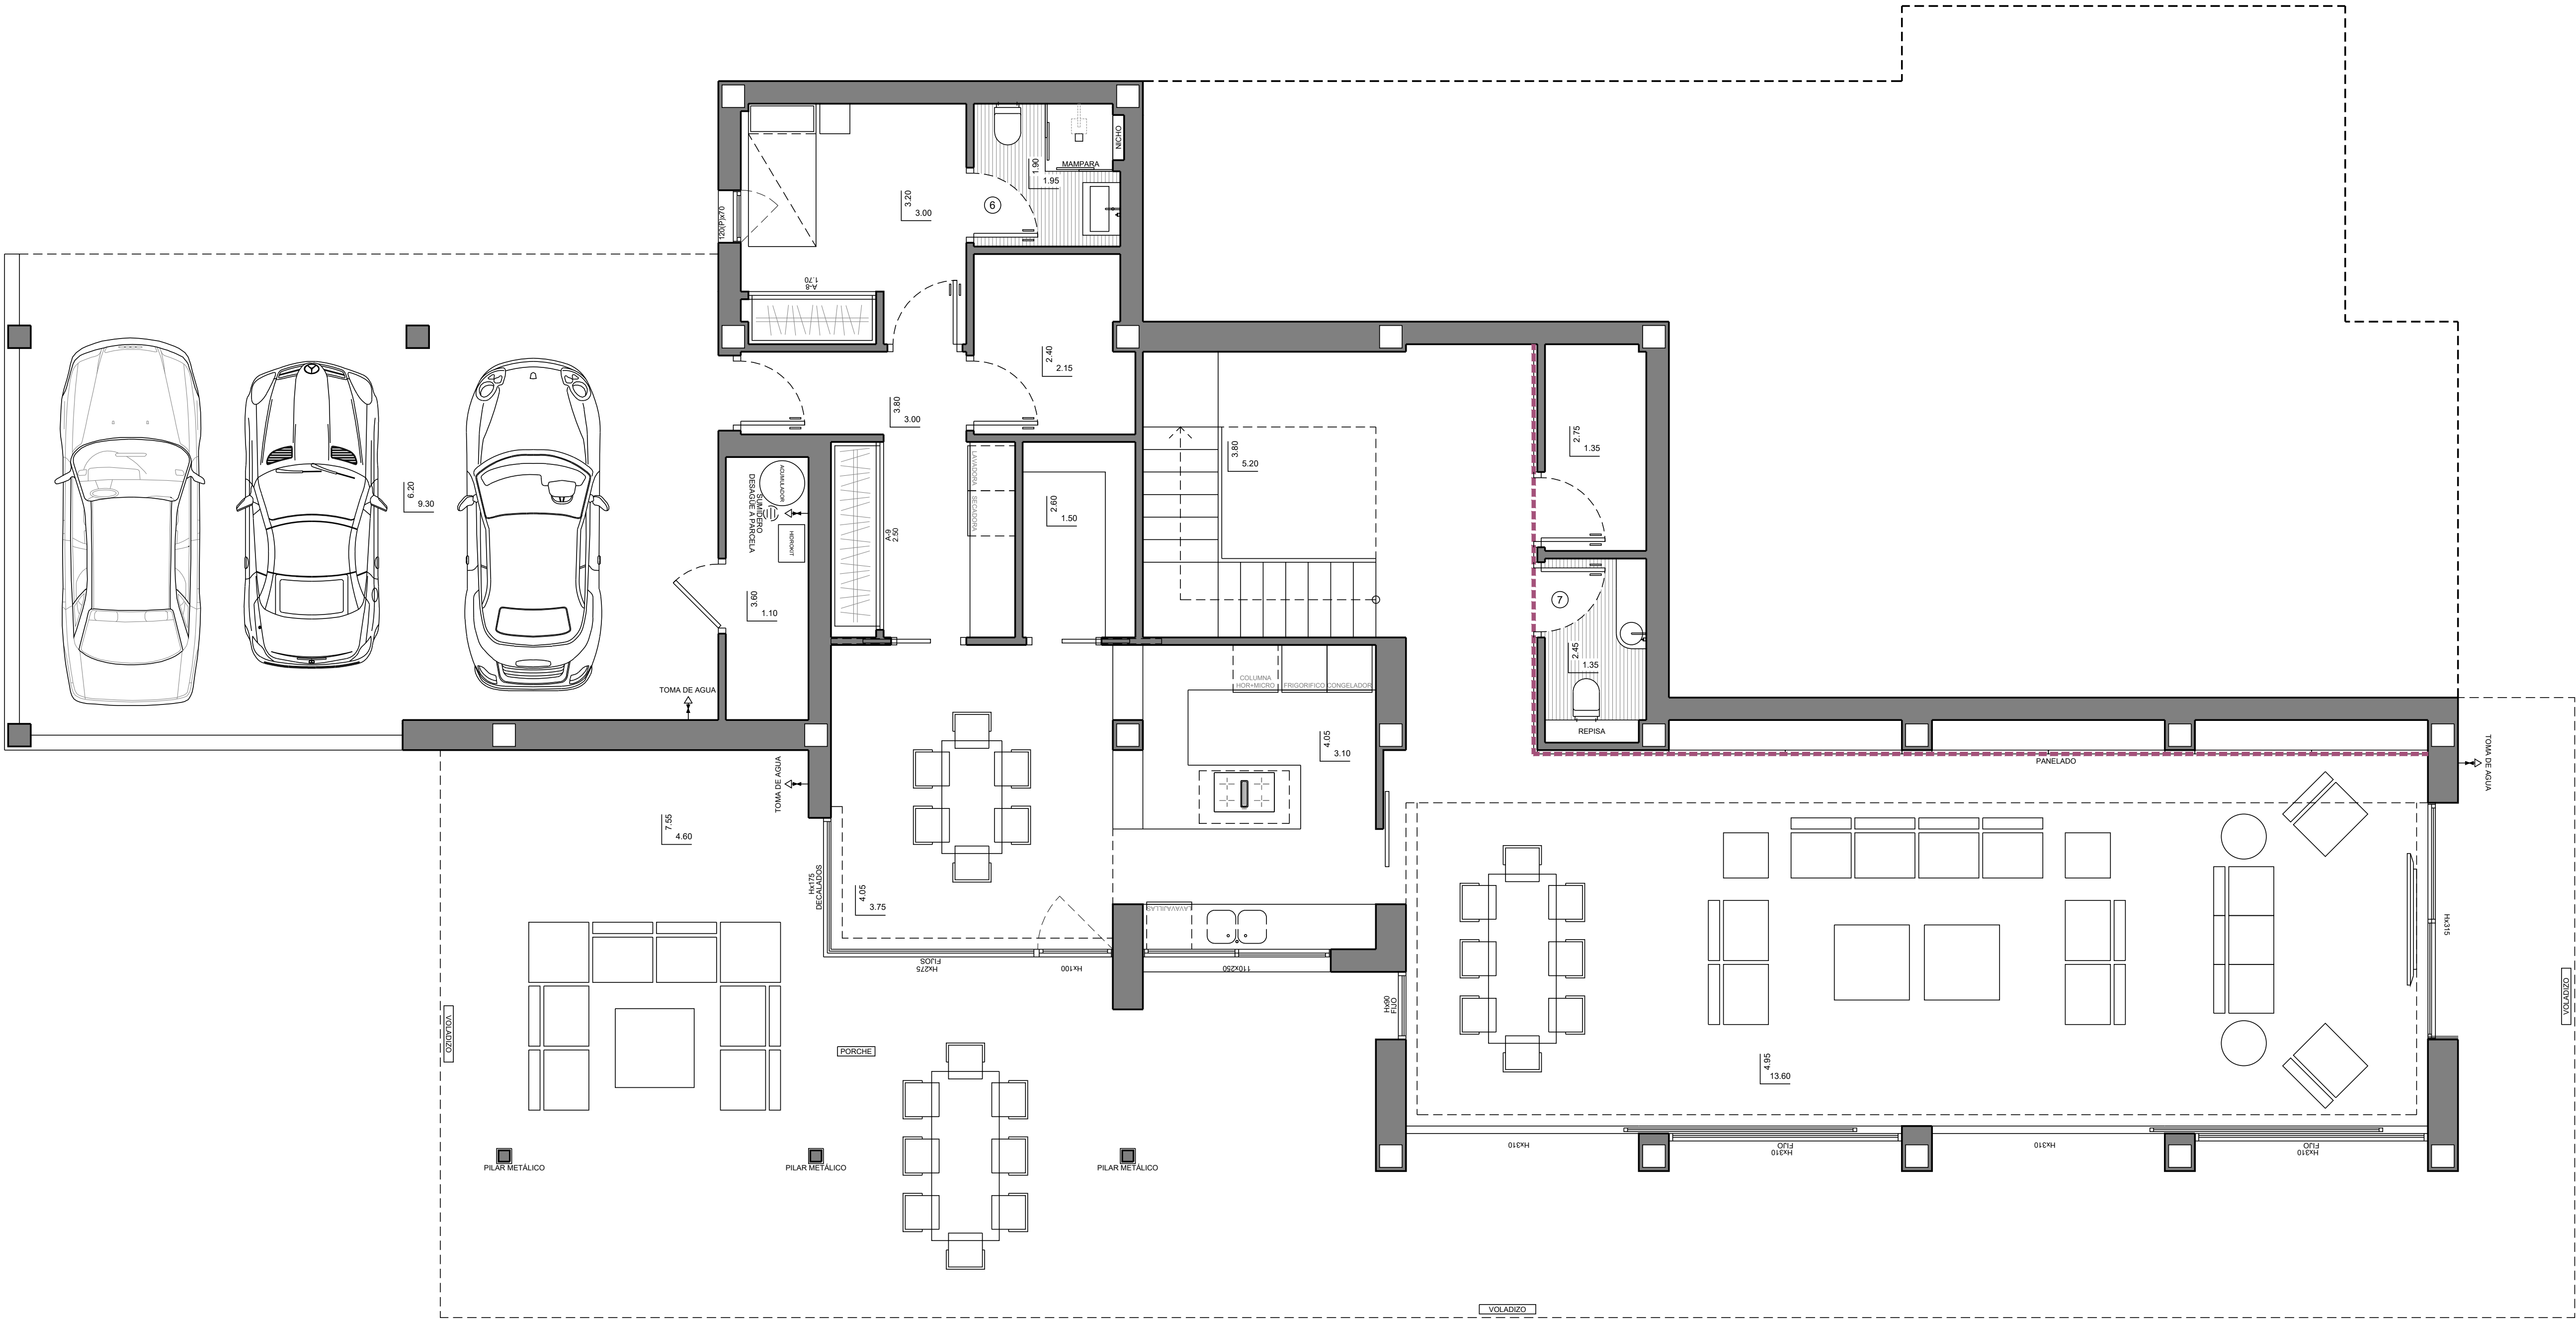 NICHO
MAMPARA
1.90
1.95
6
3.20
3.00
120(P)x70
A-8
1.70
2.40
2.15
3.80
3.00
3.80
5.20
2.75
1.35
6.20
9.30
ACUMULADOR
SUMIDERO
DESAGÜE A PARCELA
HIDROKIT
3.60
1.10
A-9
2.50
LAVADORA
SECADORA
2.60
1.50
7
2.45
1.35
REPISA
TOMA DE AGUA
COLUMNA
HOR+MICRO
FRIGORIFICO
CONGELADOR
4.05
3.10
TOMA DE AGUA
PANELADO
TOMA DE AGUA
7.55
4.60
Hx175
DECALADOS
4.05
3.75
LAVAVAJILLAS
Hx275
FIJOS
Hx100
110x250
Hx90
FIJO
Hx315
VOLADIZO
VOLADIZO
PORCHE
4.95
13.60
Hx310
Hx310
FIJO
Hx310
Hx310
FIJO
PILAR METÁLICO
PILAR METÁLICO
PILAR METÁLICO
VOLADIZO